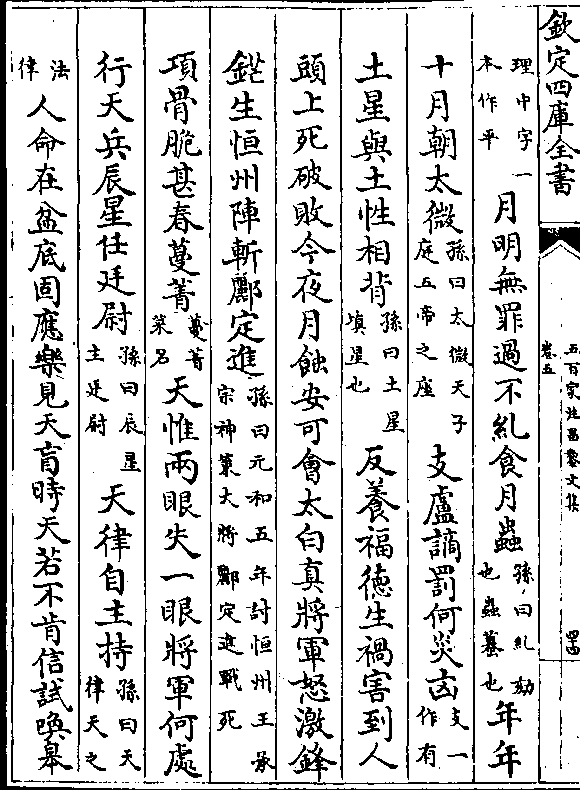 欽定四庫全書
五百家注昌黎文集
卷五
理中字一
本作平
月明無罪過不糺食月蟲
孫曰糺劾
也蟲蟇也
年年
十月朝太微
孫曰太微天子
庭五帝之座
支盧謫罰何災凶
支一
作有
土星與土性相背
孫曰土星
填星也
反養福德生禍害到人
頭上死破敗今夜月蝕安可會太白真將軍怒激鋒
鋩生恒州陣斬酈定進
孫曰元和五年討恒州王承
宗神策大將酈定進戰死
項骨脆甚春蔓菁
蔓菁
菜名
天惟兩眼失一眼將軍何處
行天兵辰星任廷尉
孫曰辰星
主廷尉
天律自主持
孫曰天
律天之
法
律
人命在盆底固應樂見天盲時天若不肯信試喚皋